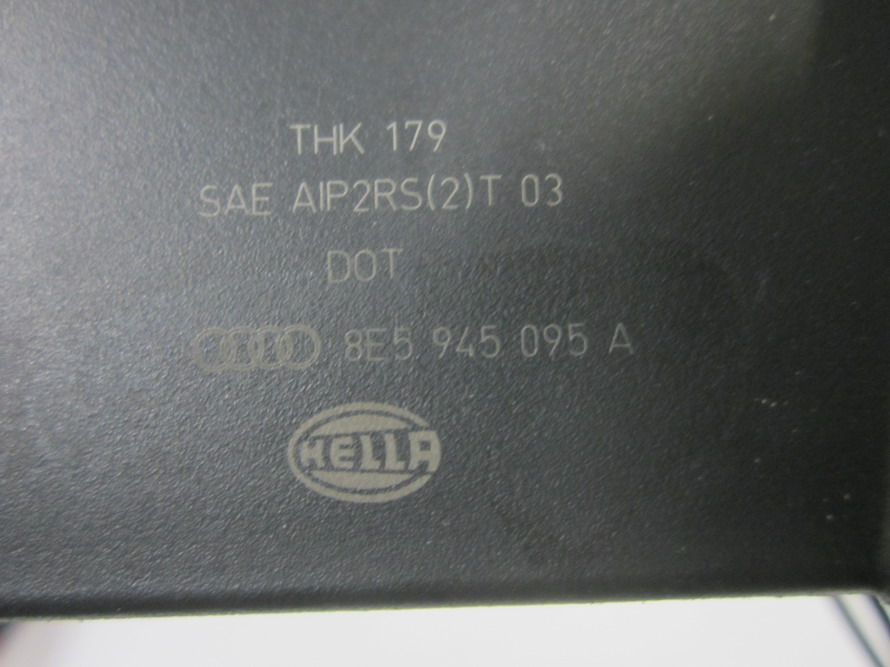 THK 179
SAE AIP2RS(2)T 03
DOT
8E5 945 095 A
HELLA